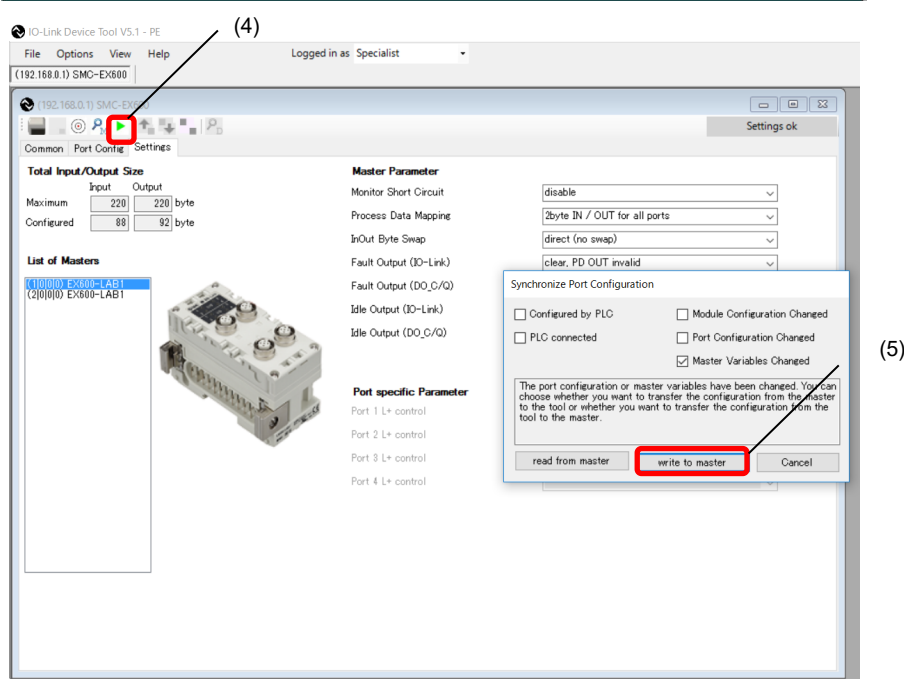 (4)
IO-Link Device Tool V5.1 - PE
File Options View Help Logged in as Specialist
(192.168.0.1) SMC-EX600
(192.168.0.1) SMC-EX600
Settings ok
Common Port Config Settings
Total Input/Output Size
Input Output
Maximum 220 220 byte
Configured 88 92 byte
List of Masters
(1|0|0|0) EX600-LAB1
(2|0|0|0) EX600-LAB1
Master Parameter
Monitor Short Circuit disable
Process Data Mapping 2byte IN / OUT for all ports
InOut Byte Swap direct (no swap)
Fault Output (IO-Link) clear, PD OUT invalid
Fault Output (DO_C/Q)
Idle Output (IO-Link)
Idle Output (DO_C/Q)
Port specific Parameter
Port 1 L+ control
Port 2 L+ control
Port 3 L+ control
Port 4 L+ control
Synchronize Port Configuration
Configured by PLC Module Configuration Changed
PLC connected Port Configuration Changed
Master Variables Changed
The port configuration or master variables have been changed. You can
choose whether you want to transfer the configuration from the master
to the tool or whether you want to transfer the configuration from the
tool to the master.
read from master write to master Cancel
(5)